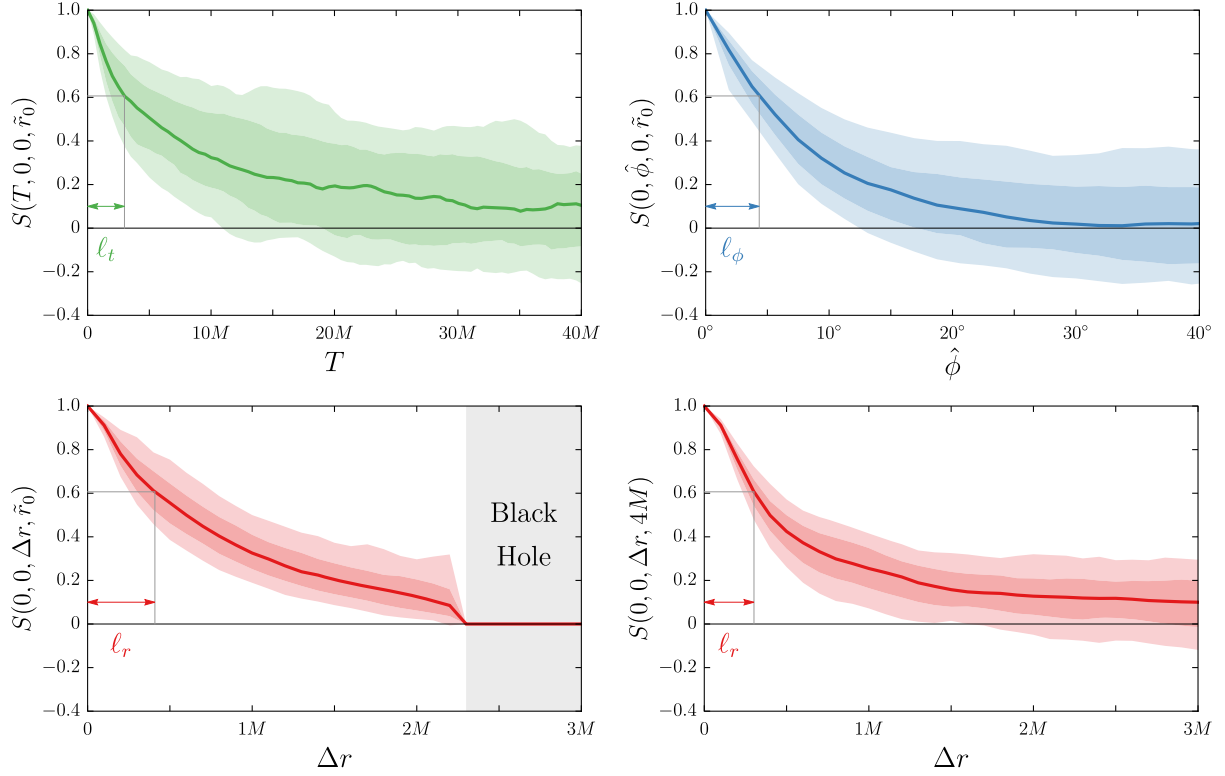 S(T, 0, 0, r̃₀)
1.0
0.8
0.6
0.4
0.2
0
−0.2
−0.4
ℓₜ
0
10M
20M
30M
40M
T
S(0, ϕ̂, 0, r̃₀)
1.0
0.8
0.6
0.4
0.2
0
−0.2
−0.4
ℓ_ϕ
0°
10°
20°
30°
40°
ϕ̂
S(0, 0, Δr, r̃₀)
1.0
0.8
0.6
0.4
0.2
0
−0.2
−0.4
Black
Hole
ℓᵣ
0
1M
2M
3M
Δr
S(0, 0, Δr, 4M)
1.0
0.8
0.6
0.4
0.2
0
−0.2
−0.4
ℓᵣ
0
1M
2M
3M
Δr